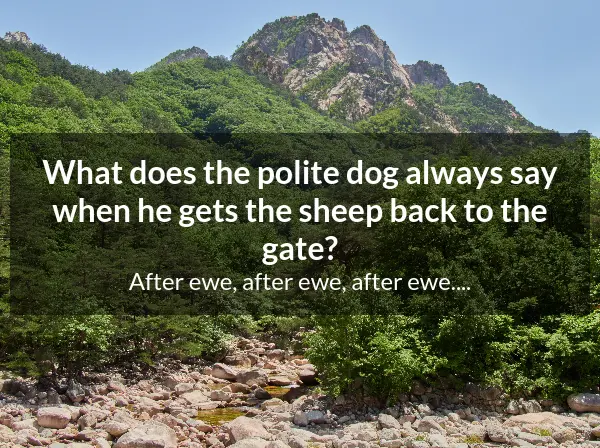 What does the polite dog always say
when he gets the sheep back to the
gate?
After ewe, after ewe, after ewe....